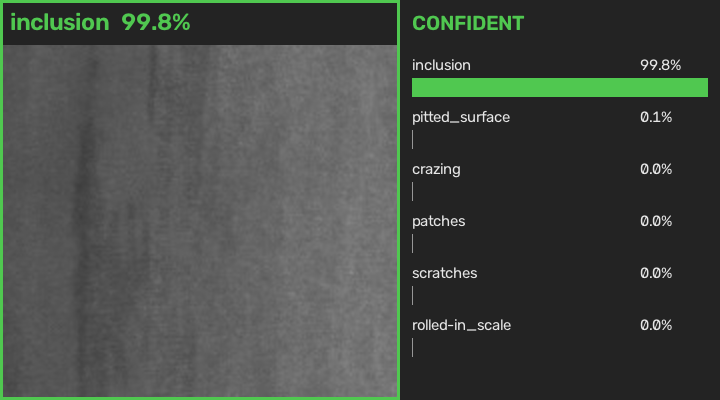 inclusion 99.8%
CONFIDENT
inclusion 99.8%
pitted_surface 0.1%
crazing 0.0%
patches 0.0%
scratches 0.0%
rolled-in_scale 0.0%